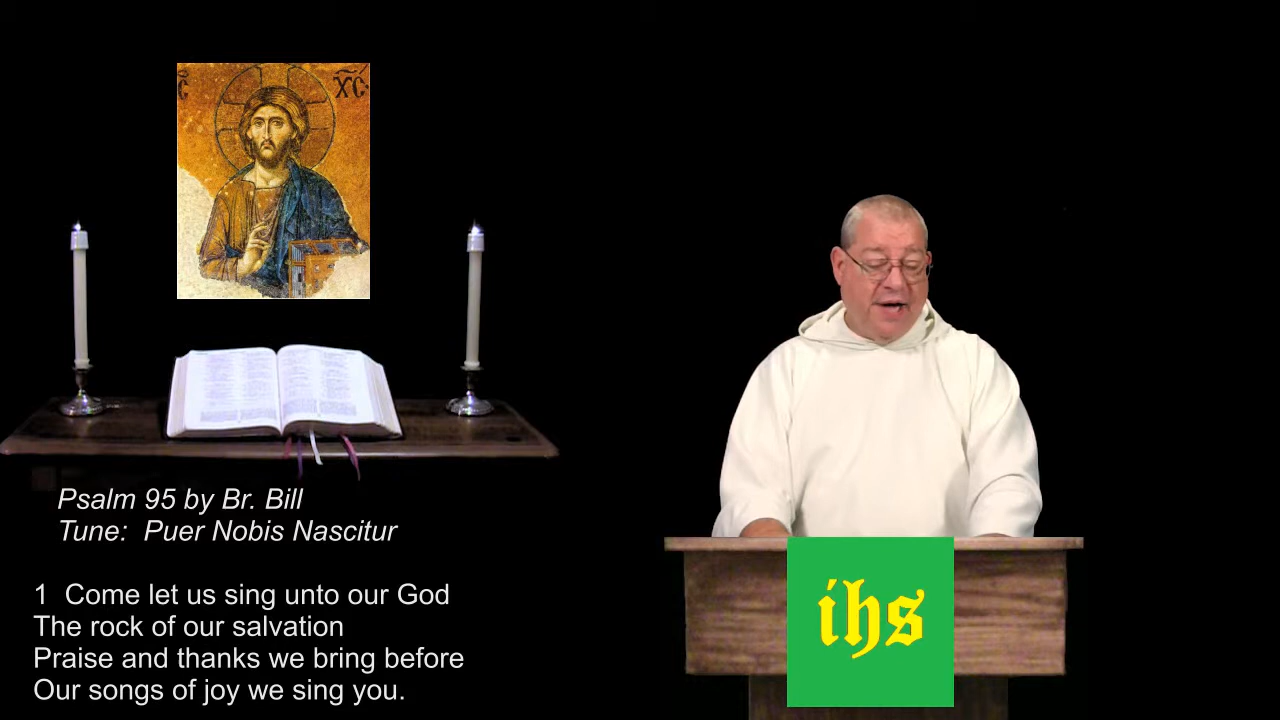 ΧC
Psalm 95 by Br. Bill
Tune:  Puer Nobis Nascitur
1  Come let us sing unto our God
The rock of our salvation
Praise and thanks we bring before
Our songs of joy we sing you.
ihs